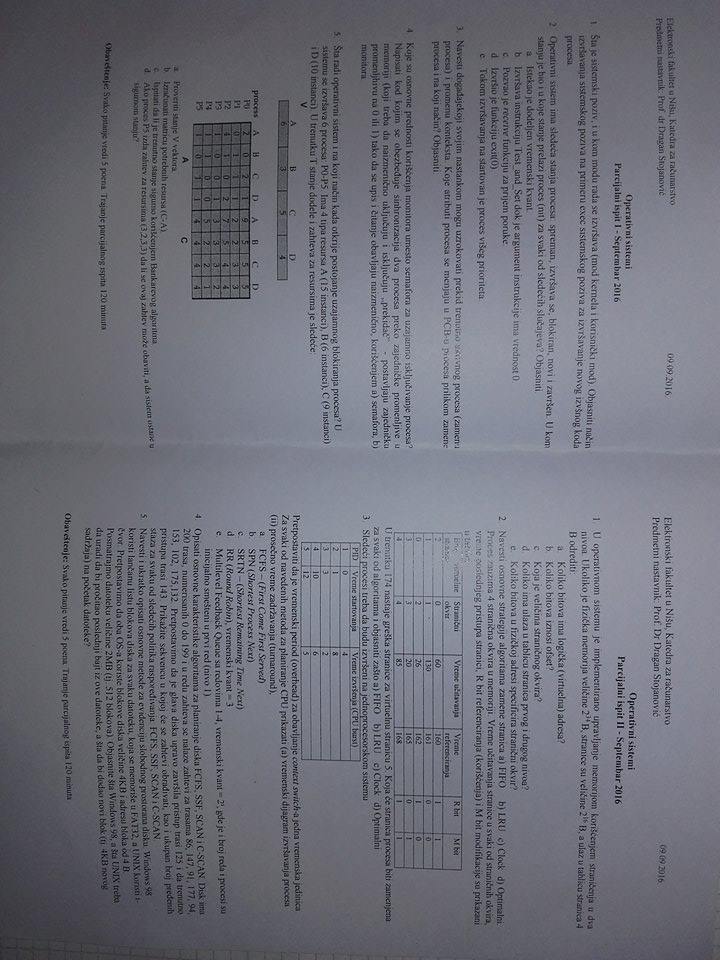 Elektronski fakultet u Nišu, Katedra za računarstvo 09.09.2016.
Predmetni nastavnik: Prof. dr Dragan Stojanović
Operativni sistemi
Parcijalni ispit I - Septembar 2016
1. Šta je sistemski poziv, i u kom modu rada se izvršava (mod kernela i korisnički mod). Objasniti način
izvršavanja sistemskog poziva na primeru exec sistemskog poziva za izvršavanje novog izvšnog koda
procesa.
2. Operativni sistem ima sledeća stanja procesa: spreman, izvršava se, blokiran, novi i završen. U kom
stanju je bio i u koje stanje prelazi proces (nit) za svaki od sledećih slučajeva? Objasniti.
a. Istekao je dodeljen vremenski kvant.
b. Izvršava instrukciju Test_and_Set dok je argument instrukcije ima vrednost 0.
c. Pozvao je receive funkciju za prijem poruke.
d. Izvršio je funkciju exit(0).
e. Tokom izvršavanja na startovan je proces višeg prioriteta.
3. Navesti događajekoji svojim nastankom mogu uzrokovati prekid trenutno aktivnog procesa (zamenu
procesa) i promenu konteksta. Koje atributi procesa se menjaju u PCB-u procesa prilikom zamene
procesa i na koji način? Objasniti.
4. Koje su osnovne prednosti korišćenja monitora umesto semafora za uzajamno isključivanje procesa?
Napisati kod kojim se obezbeđuje sinhronizacija dva procesa preko zajedničke promenljive u
memoriji (koji treba da naizmenično uključuju i isključuju „prekidač" - postavljaju zajedničku
promenljivu na 0 ili 1) tako da se upis i čitanje obavljaju naizmenično, korišćenjem a) semafora, b)
monitora.
5. Šta radi operativni sistem i na koji način kada otkrije postojanje uzajamnog blokiranja procesa? U
sistemu se izvršava 6 procesa: P0-P5. Ima 4 tipa resursa A (15 instanci), B (6 instanci), C (9 instanci)
i D (10 instanci). U trenutku T stanje dodele i zahteva za resursima je sledeće:
V
A B C D
6 3 5 4
proces A B C D A B C D
P0 2 0 2 1 9 5 5 5
P1 0 1 1 1 2 2 3 3
P2 4 1 0 2 7 5 4 4
P3 1 0 0 1 3 3 3 2
P4 1 1 0 0 5 2 2 1
P5 1 0 1 1 4 4 4 4
A C
a. Proveriti stanje V vektora.
b. Izračunati matricu potrebnih resursa (C-A).
c. Ispitati da li je trenutno stanje sigurno korišćenjem Bankarevog algoritma.
d. Ako proces P5 izda zahtev za resursima (3,2,3,3) da li se ovaj zahtev može obaviti, a da sistem ostane u
sigurnom stanju?
Obaveštenje: Svako pitanje vredi 5 poena. Trajanje parcijalnog ispita 120 minuta
Elektronski fakultet u Nišu, Katedra za računarstvo 09.09.2016.
Predmetni nastavnik: Prof. Dr Dragan Stojanović
Operativni sistemi
Parcijalni ispit II - Septembar 2016
1. U operativnom sistemu je implementirano upravljanje memorijom korišćenjem straničenja u dva
nivoa. Ukoliko je fizička memorija veličine 2³⁴ B, stranice su veličine 2¹⁶ B, a ulaz u tablicu stranica 4
B odrediti:
a. Koliko bitova ima logička (virtuelna) adresa?
b. Koliko bitova iznosi ofset?
c. Koja je veličina straničnog okvira?
d. Koliko ima ulaza u tablicu stranica prvog i drugog nivoa?
e. Koliko bitova u fizičkoj adresi specificira stranični okvir?
2. Navesti osnovne strategije algoritama zamene stranica a) FIFO b) LRU c) Clock d) Optimalni.
Proces zauzima 4 stranična okvira u memoriji. Vreme učitavanja stranice u svaki od straničnih okvira,
vreme poslednjeg pristupa stranici, R bit referenciranja (korišćenja) i M bit modifikacije su prikazani
u tablici:
Broj virtuelne Stranični Vreme učitavanja Vreme R bit M bit
okvir referenciranja
2 0 60 160 1 1
1 1 130 161 0 0
0 2 26 162 1 0
3 3 20 165 0 1
4 4 85 168 1 1
U trenutku 174 nastaje greška stranice za virtuelnu stranicu 5. Koja će stranica procesa biti zamenjena
za svaki od algoritama i objasniti zašto a) FIFO b) LRU c) Clock d) Optimalni
3. Sledeći procesi treba da budu izvršeni na jednoprocesorskom sistemu
PID Vreme startovanja Vreme izvršenja (CPU burst)
1 0 4
2 1 8
3 3 2
4 10 6
5 12 5
Pretpostaviti da je vremenski period (overhead) za obavljanje context switch-a jedna vremenska jedinica.
Za svaki od navedenih metoda za planiranje CPU prikazati (a) vremenski dijagram izvršavanja procesa
(ii) prosečno vreme zadržavanja (turnaround),
a. FCFS – (First Come First Served)
b. SPN (Shortest Process Next)
c. SRTN – (Shortest Remaining Time Next)
d. RR (Round Robin), vremenski kvant = 3
e. Multilevel Feedback Queue sa redovima 1-4, vremenski kvant = 2ⁱ, gde je i broj reda i procesi su
inicijalno smešteni u prvi red (nivo 1).
4. Opisati osnovne karakteristike algoritama za planiranje diska FCFS, SSF, SCAN i C-SCAN. Disk ima
200 trasa, numerisanih 0 do 199 i u redu zahteva se nalaze zahtevi za trasama 86, 147, 91, 177, 94,
153, 102, 175,132. Pretpostavimo da je glava diska upravo završila pristup trasi 125 i da trenutno
pristupa trasi 143. Prikažite sekvencu u kojoj će se zahtevi obrađivati, kao i ukupan broj pređenih
staza za svaku od sledećih politika raspoređivanja: FCFS, SSF, SCAN i C-SCAN.
5. Navesti i ukratko opisati osnovne metode za evidenciju slobodnog prostorana disku. Windows 98
koristi lančanu listu blokova diska za svaku datoteku, koja se memoriše u FAT32, a UNIX koristi i-
čvor. Pretpostavimo da oba OS-a koriste blokove diska veličine 4KB i adresu bloka od 4 B.
Posmatrajmo datoteku veličine 2MB (tj. 512 blokova). Objasnite šta Windows 98, a šta UNIX treba
da uradi da bi pročitao poslednji bajt iz ove datoteke, a šta da bi dodao novi blok (tj. 4KB novog
sadržaja) na početak datoteke?
Obaveštenje: Svako pitanje vredi 5 poena. Trajanje parcijalnog ispita 120 minuta